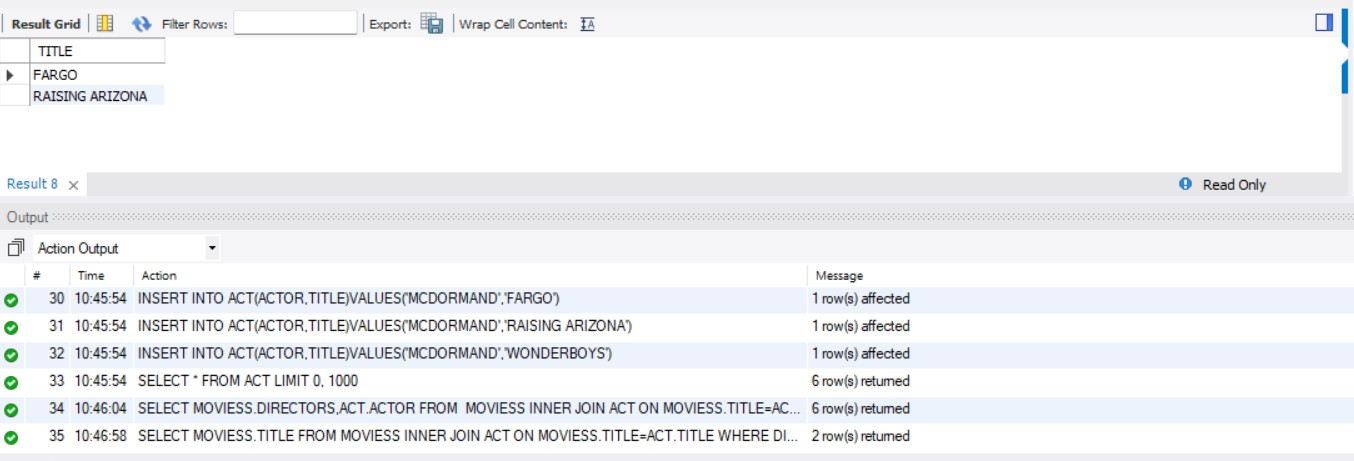 Result Grid Filter Rows: Export: Wrap Cell Content: IA
TITLE
FARGO
RAISING ARIZONA
Result 8 × Read Only
Output
Action Output
# Time Action Message
30 10:45:54 INSERT INTO ACT(ACTOR,TITLE)VALUES('MCDORMAND','FARGO') 1 row(s) affected
31 10:45:54 INSERT INTO ACT(ACTOR,TITLE)VALUES('MCDORMAND','RAISING ARIZONA') 1 row(s) affected
32 10:45:54 INSERT INTO ACT(ACTOR,TITLE)VALUES('MCDORMAND','WONDERBOYS') 1 row(s) affected
33 10:45:54 SELECT * FROM ACT LIMIT 0, 1000 6 row(s) returned
34 10:46:04 SELECT MOVIESS.DIRECTORS,ACT.ACTOR FROM MOVIESS INNER JOIN ACT ON MOVIESS.TITLE=AC... 6 row(s) returned
35 10:46:58 SELECT MOVIESS.TITLE FROM MOVIESS INNER JOIN ACT ON MOVIESS.TITLE=ACT.TITLE WHERE DI... 2 row(s) returned